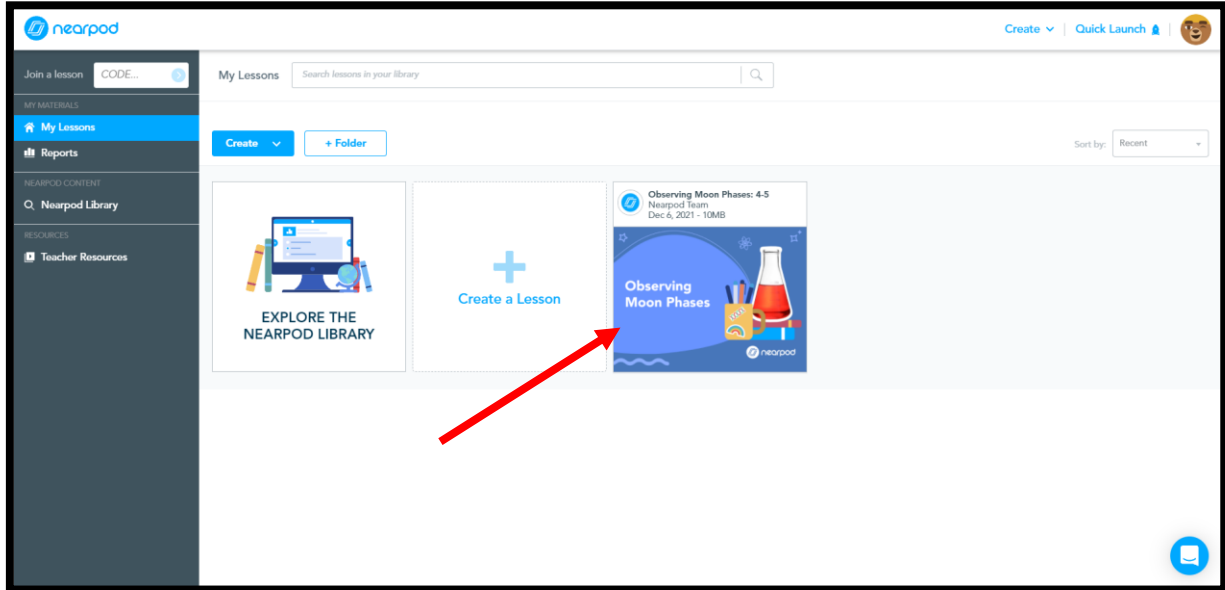 nearpod
Create
Quick Launch
Join a lesson
CODE...
My Lessons
Search lessons in your library
MY MATERIALS
My Lessons
Reports
NEARPOD CONTENT
Nearpod Library
RESOURCES
Teacher Resources
Create
+ Folder
Sort by:
Recent
EXPLORE THE
NEARPOD LIBRARY
Create a Lesson
Observing Moon Phases: 4-5
Nearpod Team
Dec 6, 2021 - 10MB
Observing
Moon Phases
nearpod